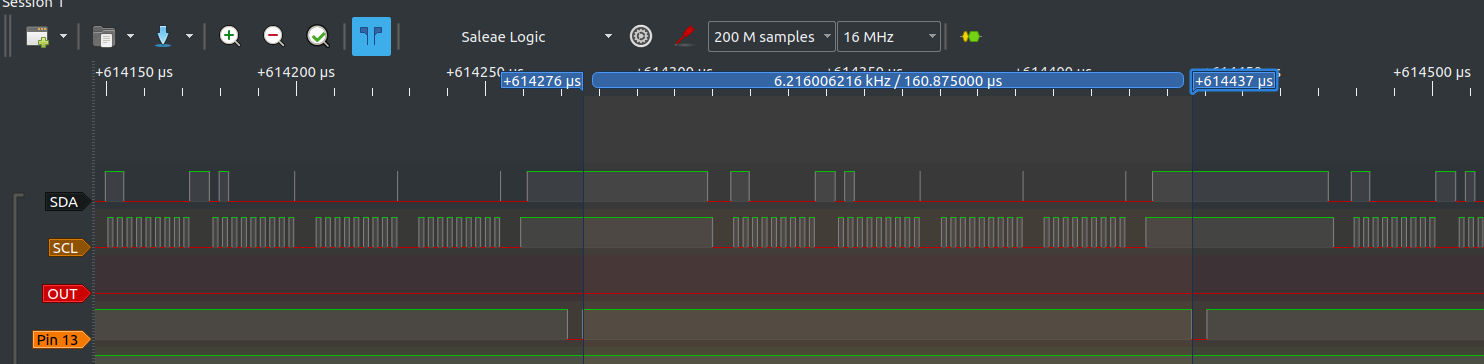 Session 1
Saleae Logic
200 M samples
16 MHz
+614150 µs
+614200 µs
+614250 µs
+614276 µs
6.216006216 kHz / 160.875000 µs
+614437 µs
+614500 µs
SDA
SCL
OUT
Pin 13